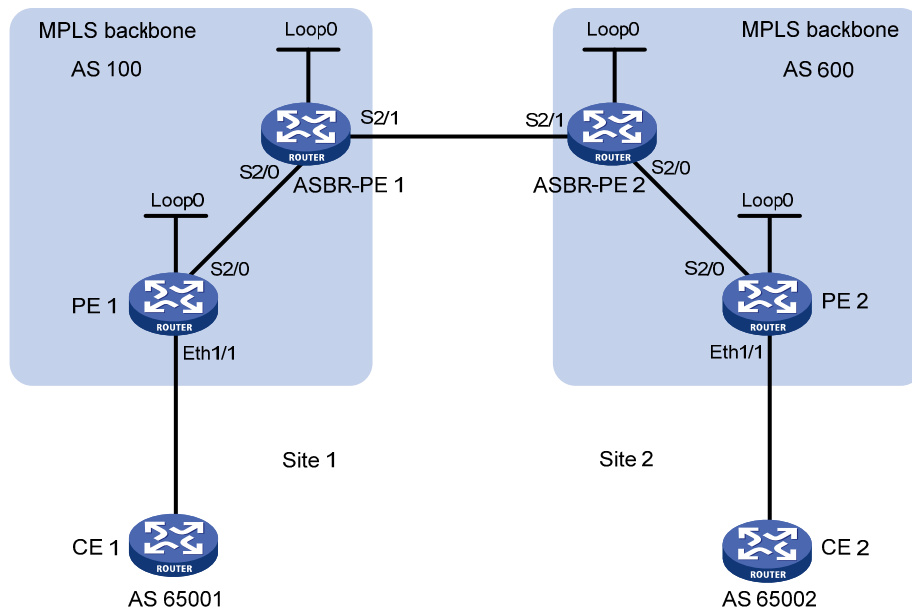 MPLS backbone
AS 100
Loop0
Loop0
MPLS backbone
AS 600
S2/1
S2/1
ROUTER
ROUTER
S2/0
ASBR-PE 1
ASBR-PE 2
S2/0
Loop0
Loop0
S2/0
S2/0
PE 1
ROUTER
ROUTER
PE 2
Eth1/1
Eth1/1
Site 1
Site 2
CE 1
ROUTER
ROUTER
CE 2
AS 65001
AS 65002